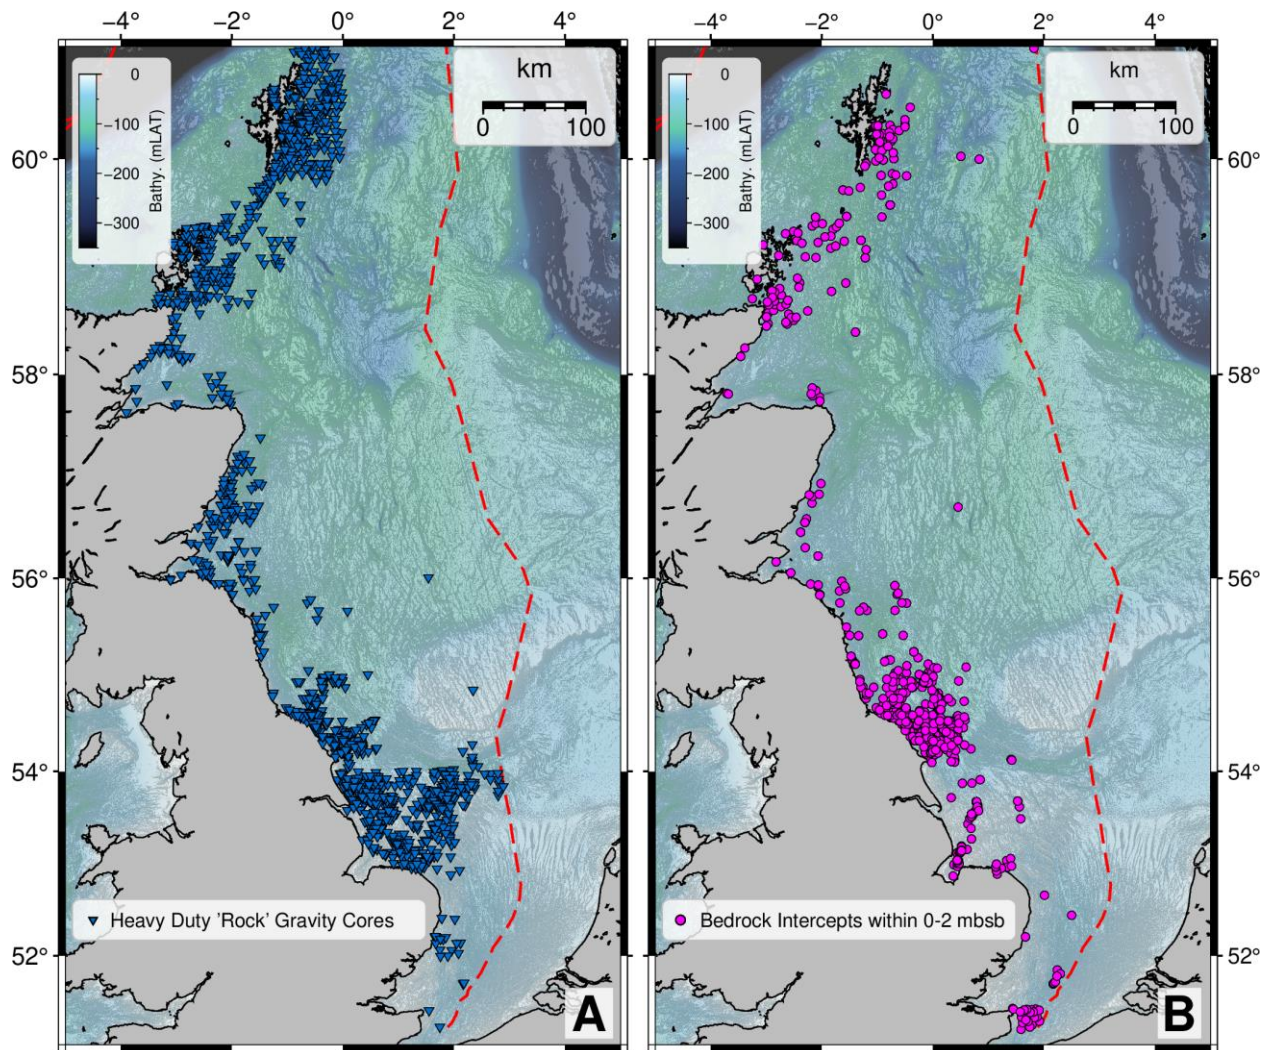 −4° −2° 0° 2° 4° −4° −2° 0° 2° 4°
0
−100
−200
−300
Bathy. (mLAT)
km
0 100
0
−100
−200
−300
Bathy. (mLAT)
km
0 100
60° 60°
58° 58°
56° 56°
54° 54°
52° 52°
Heavy Duty 'Rock' Gravity Cores
Bedrock Intercepts within 0-2 mbsb
A
B